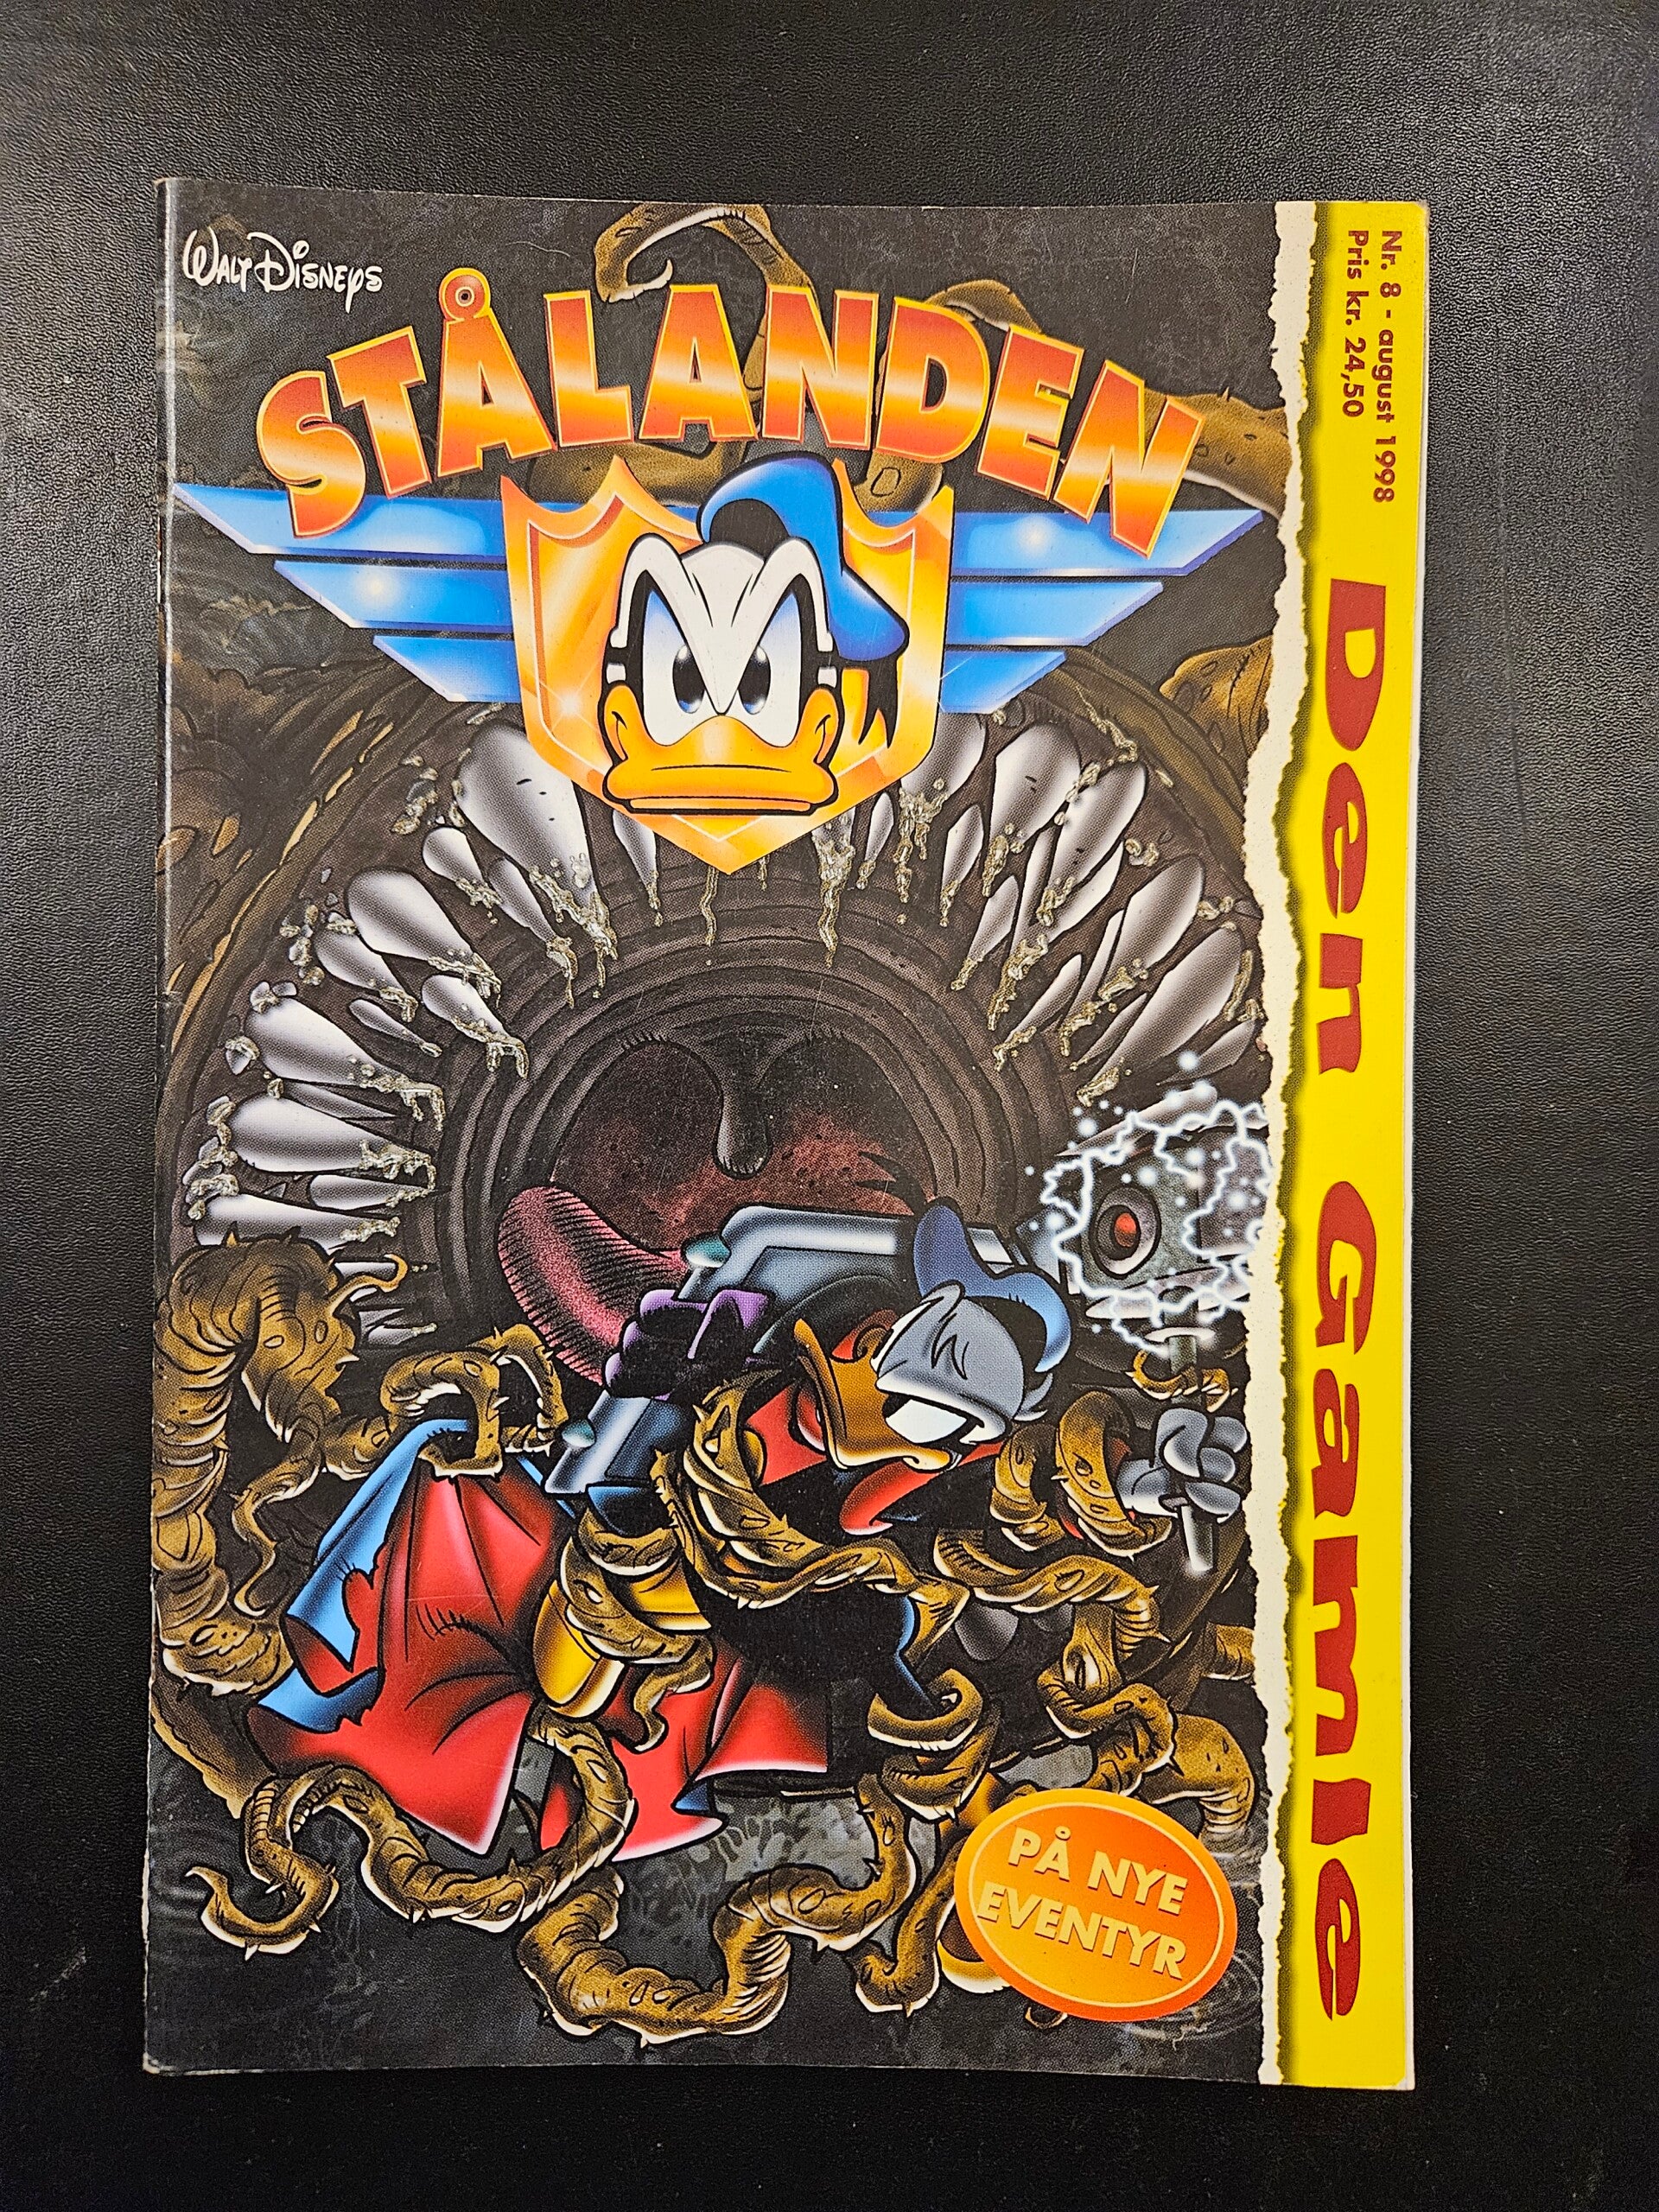 WALT DISNEYS
STÅLANDEN
Nr. 8 - august 1998
Pris kr. 24,50
Den Gamle
PÅ NYE
EVENTYR